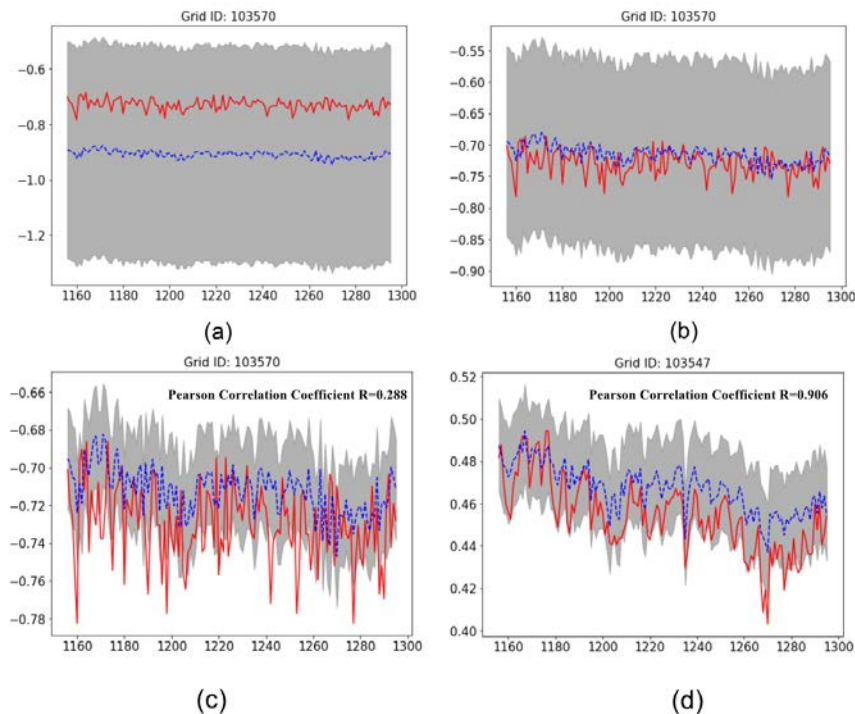 Grid ID: 103570
−0.6
−0.8
−1.0
−1.2
1160 1180 1200 1220 1240 1260 1280 1300
(a)
Grid ID: 103570
−0.55
−0.60
−0.65
−0.70
−0.75
−0.80
−0.85
−0.90
1160 1180 1200 1220 1240 1260 1280 1300
(b)
Grid ID: 103570
Pearson Correlation Coefficient R=0.288
−0.66
−0.68
−0.70
−0.72
−0.74
−0.76
−0.78
1160 1180 1200 1220 1240 1260 1280 1300
(c)
Grid ID: 103547
0.52
Pearson Correlation Coefficient R=0.906
0.50
0.48
0.46
0.44
0.42
0.40
1160 1180 1200 1220 1240 1260 1280 1300
(d)